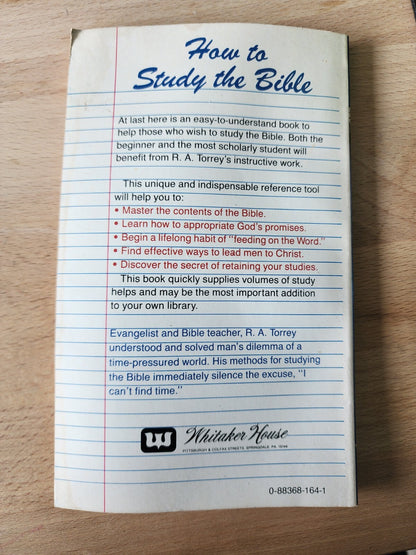 How to
Study the Bible
At last here is an easy-to-understand book to
help those who wish to study the Bible. Both the
beginner and the most scholarly student will
benefit from R. A. Torrey's instructive work.
This unique and indispensable reference tool
will help you to:
• Master the contents of the Bible.
• Learn how to appropriate God's promises.
• Begin a lifelong habit of "feeding on the Word."
• Find effective ways to lead men to Christ.
• Discover the secret of retaining your studies.
This book quickly supplies volumes of study
helps and may be the most important addition
to your own library.
Evangelist and Bible teacher, R. A. Torrey
understood and solved man's dilemma of a
time-pressured world. His methods for studying
the Bible immediately silence the excuse, "I
can't find time."
W Whitaker House
PITTSBURGH & COLFAX STREETS, SPRINGDALE, PA 15144
0-88368-164-1